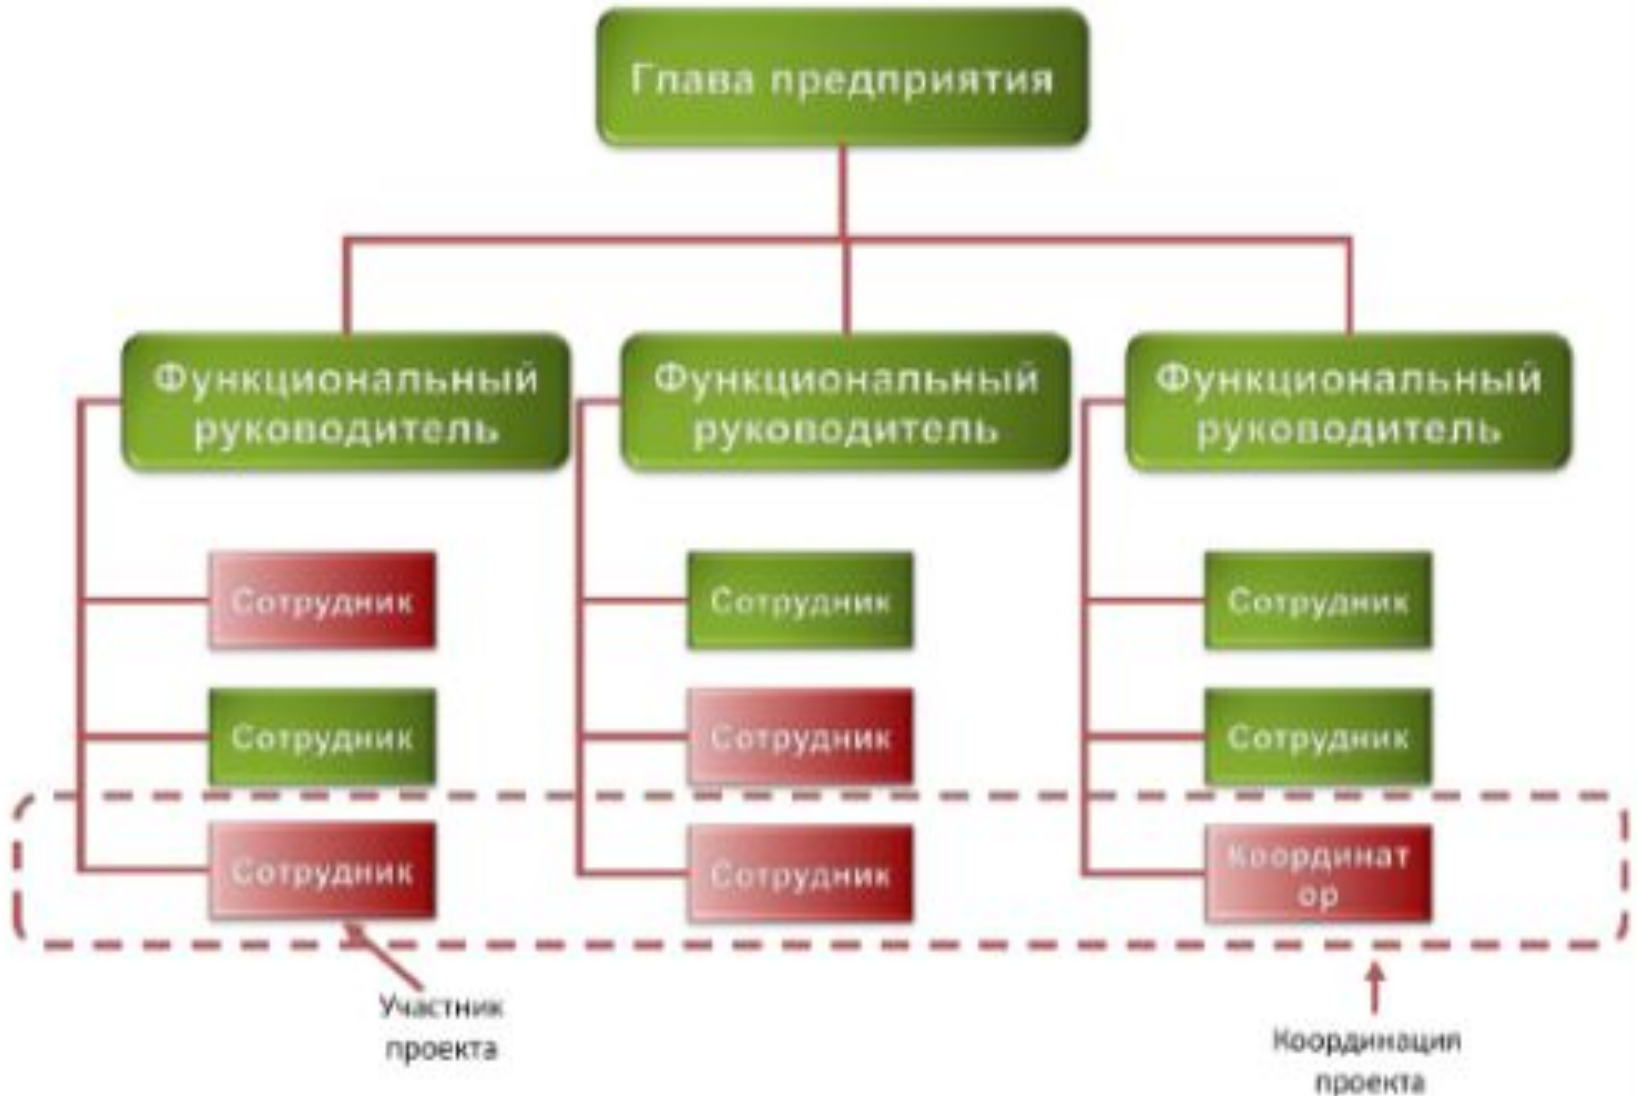 Глава предприятия
Функциональный
руководитель
Функциональный
руководитель
Функциональный
руководитель
Сотрудник
Сотрудник
Сотрудник
Сотрудник
Сотрудник
Сотрудник
Сотрудник
Сотрудник
Координат
ор
Участник
проекта
Координация
проекта